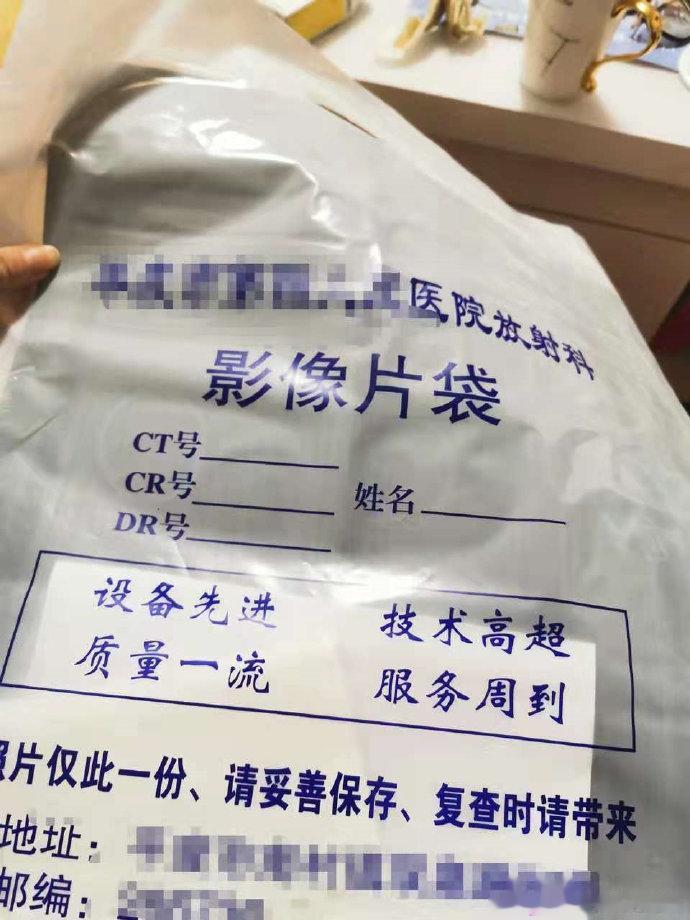 医院放射科
影像片袋
CT号
CR号
姓名
DR号
设备先进 技术高超
质量一流 服务周到
照片仅此一份、请妥善保存、复查时请带来
地址：
邮编：